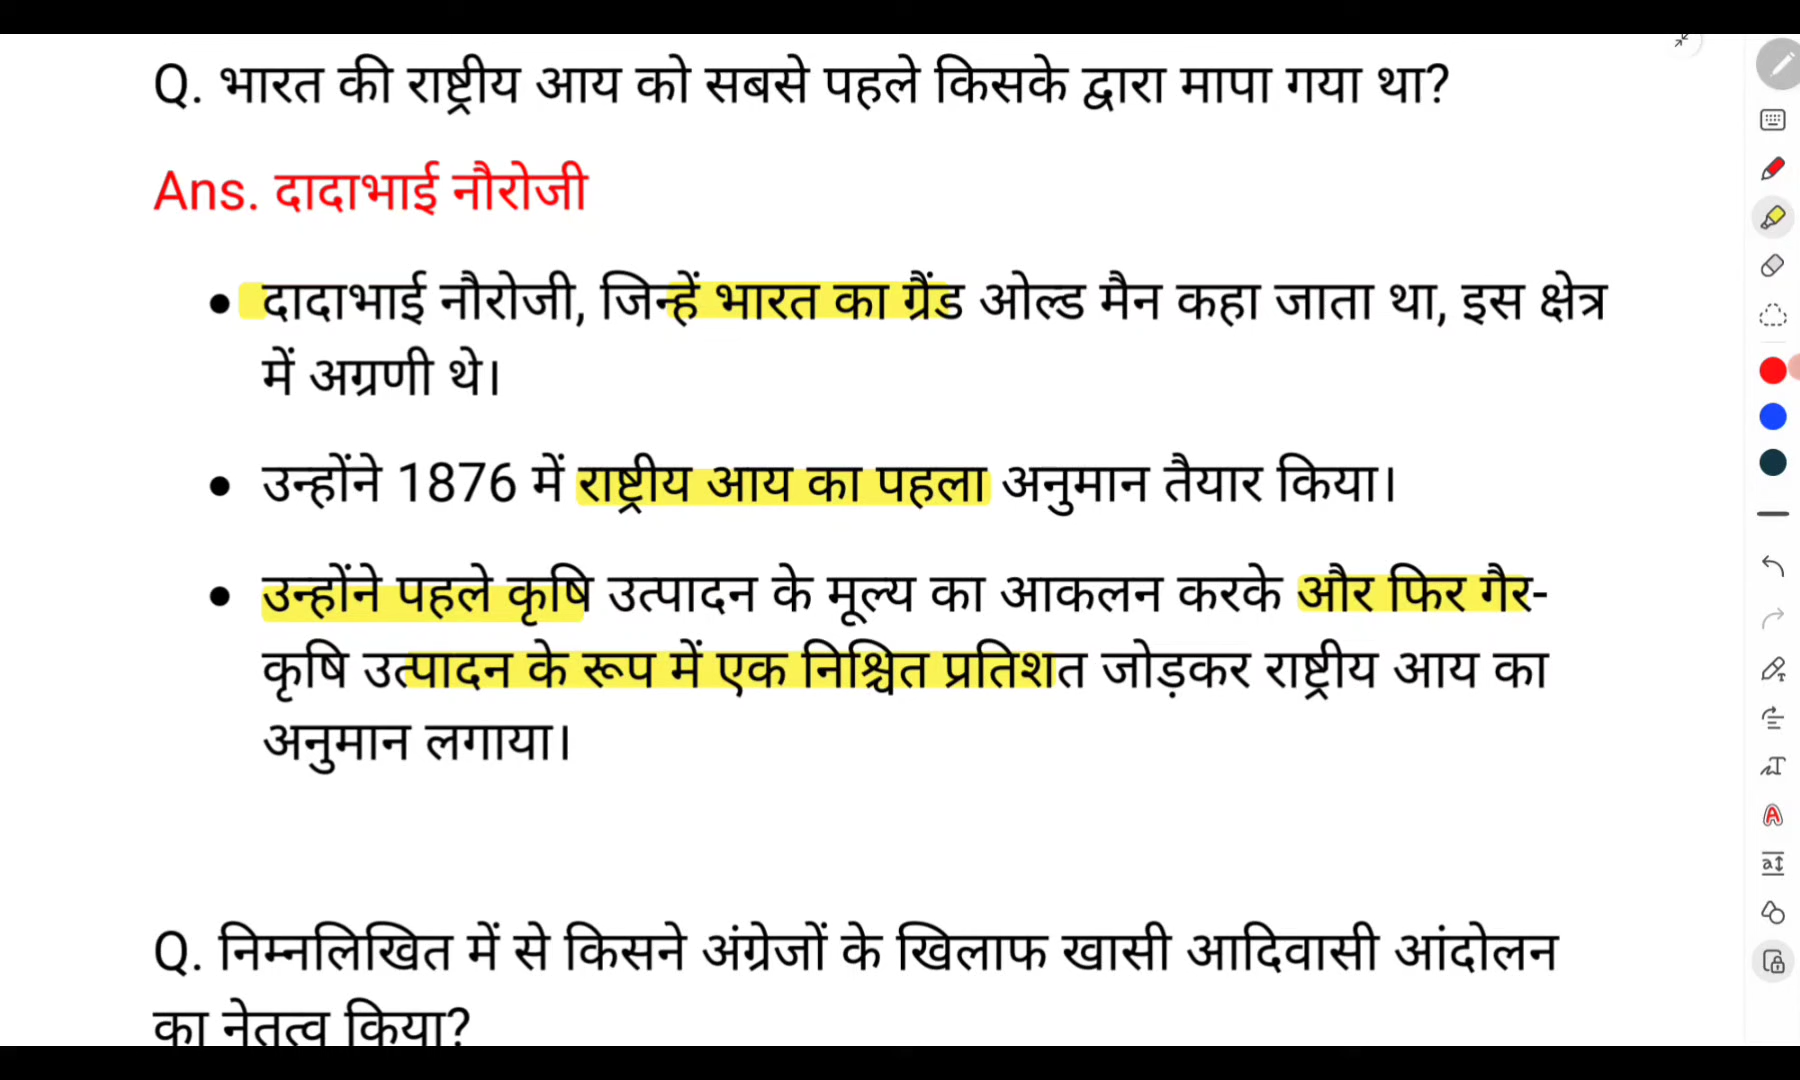 Q. भारत की राष्ट्रीय आय को सबसे पहले किसके द्वारा मापा गया था?
Ans. दादाभाई नौरोजी
● दादाभाई नौरोजी, जिन्हें भारत का ग्रैंड ओल्ड मैन कहा जाता था, इस क्षेत्र
में अग्रणी थे।
● उन्होंने 1876 में राष्ट्रीय आय का पहला अनुमान तैयार किया।
● उन्होंने पहले कृषि उत्पादन के मूल्य का आकलन करके और फिर गैर-
कृषि उत्पादन के रूप में एक निश्चित प्रतिशत जोड़कर राष्ट्रीय आय का
अनुमान लगाया।
Q. निम्नलिखित में से किसने अंग्रेजों के खिलाफ खासी आदिवासी आंदोलन
का नेतृत्व किया?